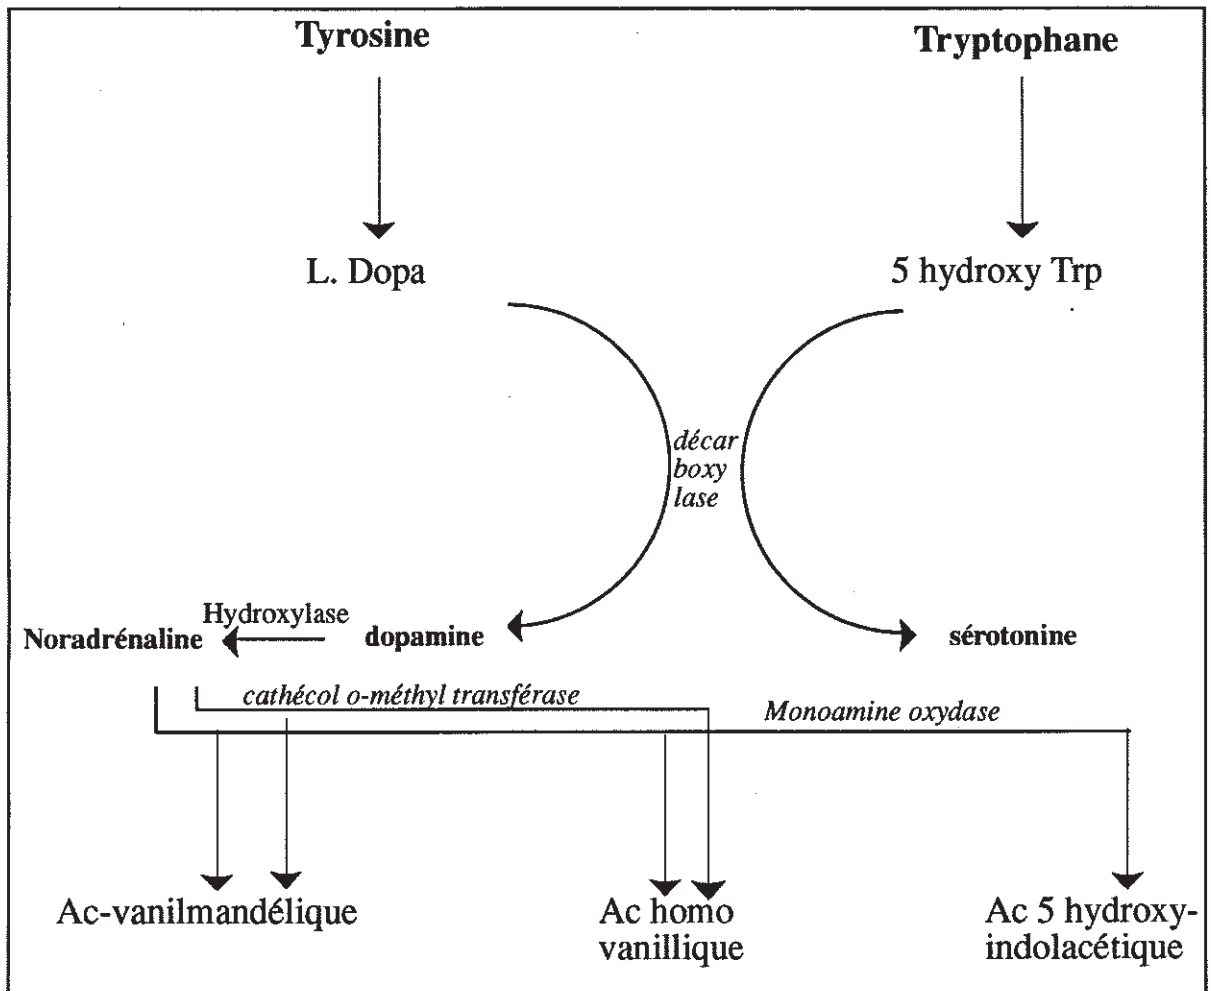 Tyrosine
Tryptophane
L. Dopa
5 hydroxy Trp
décar
boxy
lase
Hydroxylase
Noradrénaline
dopamine
sérotonine
cathécol o-méthyl transférase
Monoamine oxydase
Ac-vanilmandélique
Ac homo
vanillique
Ac 5 hydroxy-
indolacétique